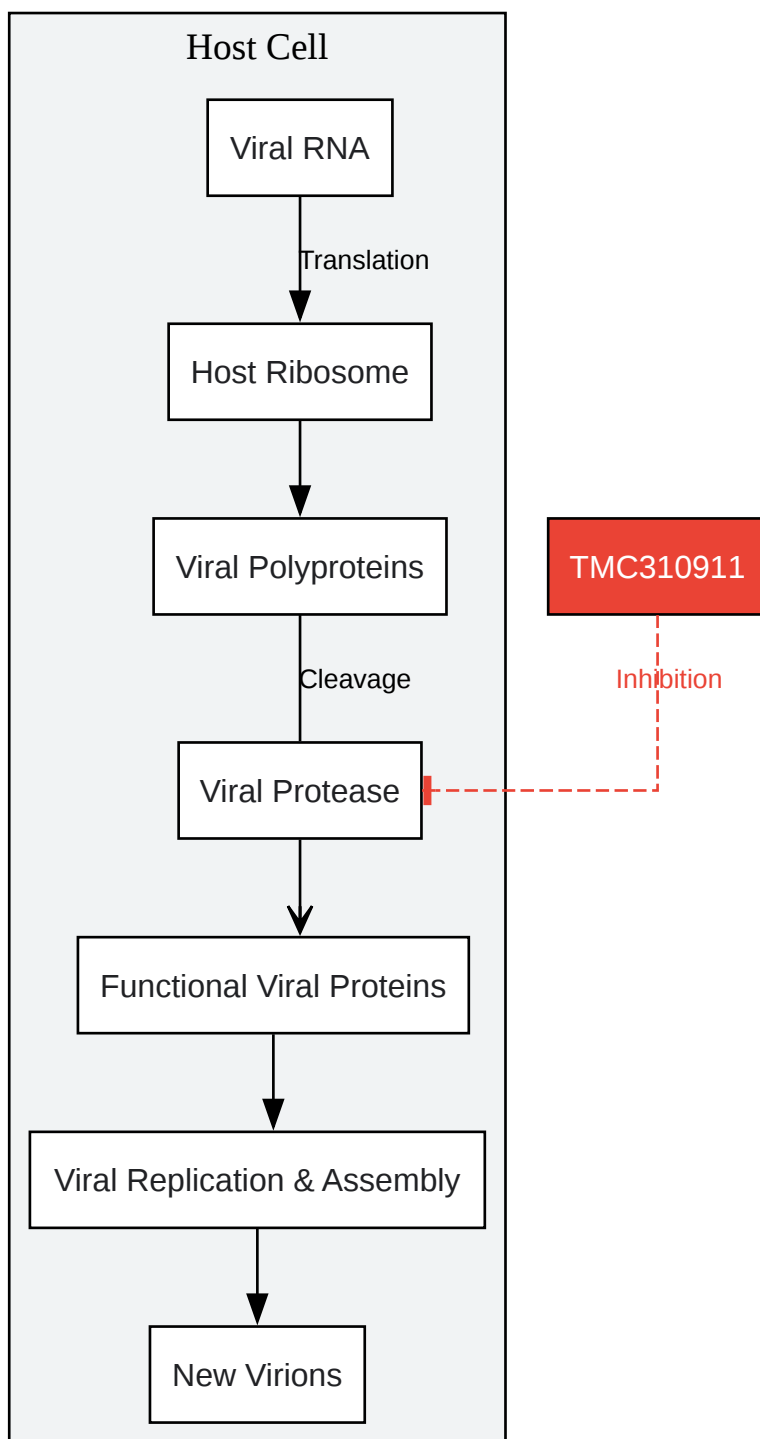 Host Cell
Viral RNA
Translation
Host Ribosome
Viral Polyproteins
TMC310911
Cleavage
Inhibition
Viral Protease
Functional Viral Proteins
Viral Replication & Assembly
New Virions